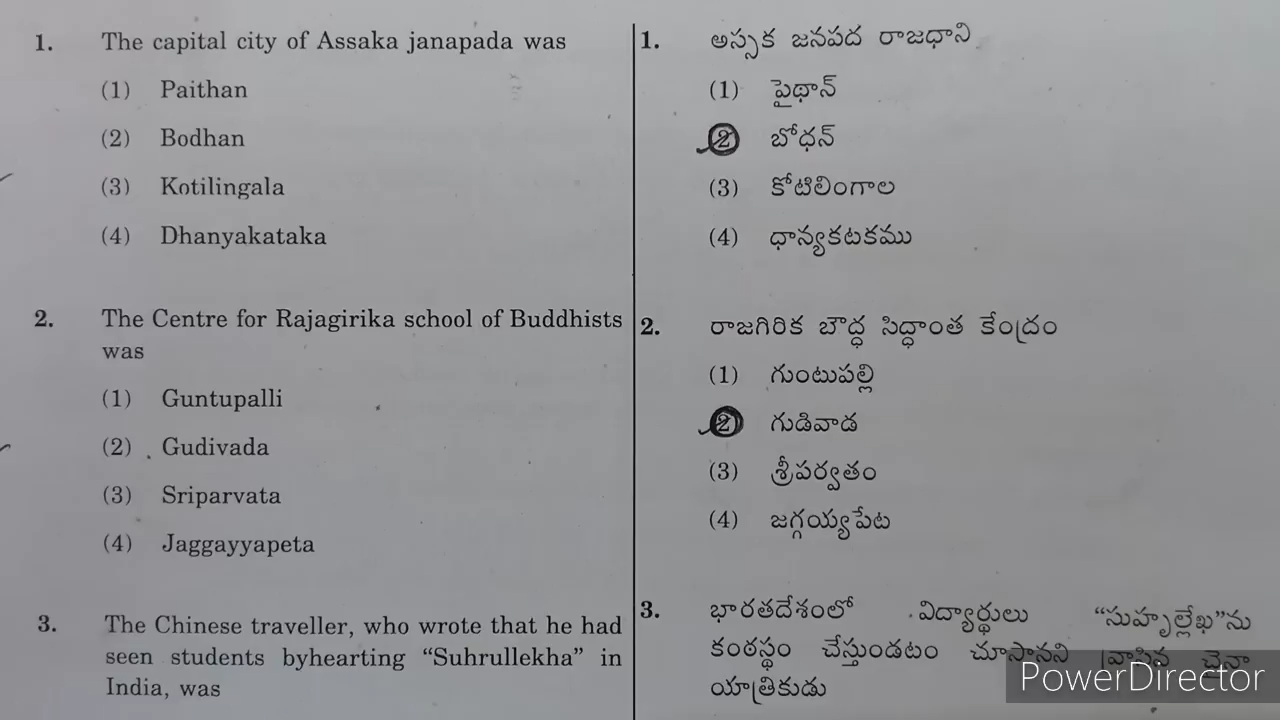 1. The capital city of Assaka janapada was
(1) Paithan
(2) Bodhan
(3) Kotilingala
(4) Dhanyakataka
2. The Centre for Rajagirika school of Buddhists
was
(1) Guntupalli
(2) Gudivada
(3) Sriparvata
(4) Jaggayyapeta
3. The Chinese traveller, who wrote that he had
seen students byhearting “Suhrullekha” in
India, was
1. అస్సక జనపద రాజధాని
(1) పైథాన్
(2) బోధన్
(3) కోటిలింగాల
(4) ధాన్యకటకము
2. రాజగిరిక బౌద్ధ సిద్ధాంత కేంద్రం
(1) గుంటుపల్లి
(2) గుడివాడ
(3) శ్రీపర్వతం
(4) జగ్గయ్యపేట
3. భారతదేశంలో విద్యార్థులు “సుహృల్లేఖ”ను
కంఠస్థం చేస్తుండటం చూసానని వ్రాసిన చైనా
యాత్రికుడు
PowerDirector